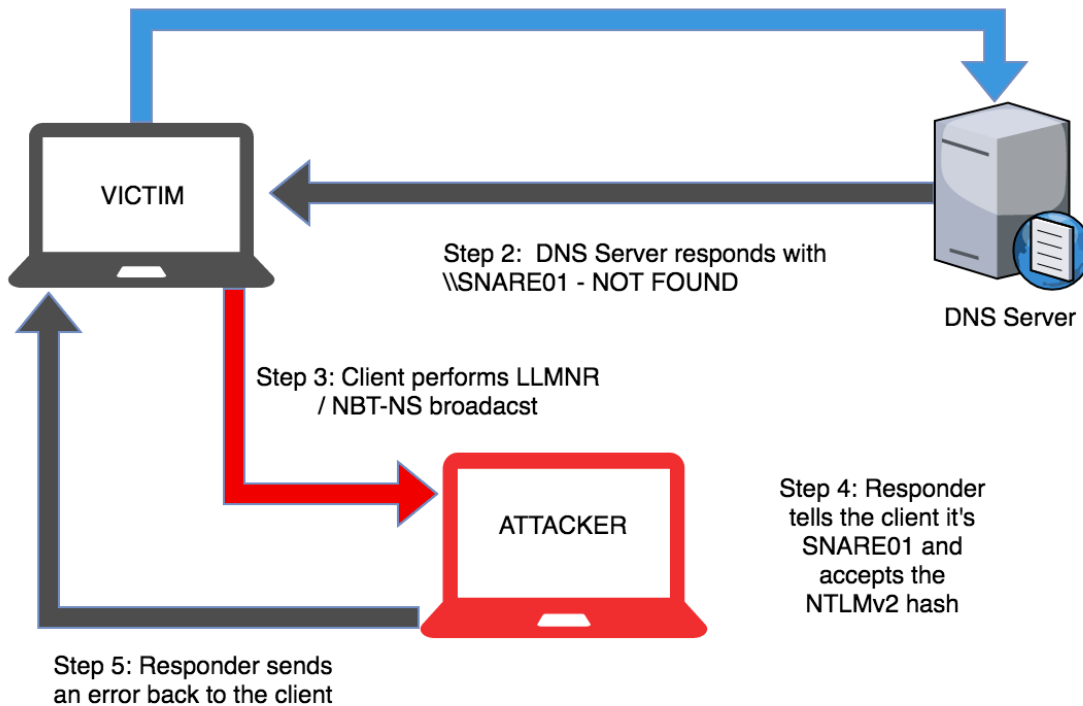 VICTIM
Step 2:  DNS Server responds with
\\SNARE01 - NOT FOUND
DNS Server
Step 3: Client performs LLMNR
/ NBT-NS broadacst
ATTACKER
Step 4: Responder
tells the client it's
SNARE01 and
accepts the
NTLMv2 hash
Step 5: Responder sends
an error back to the client